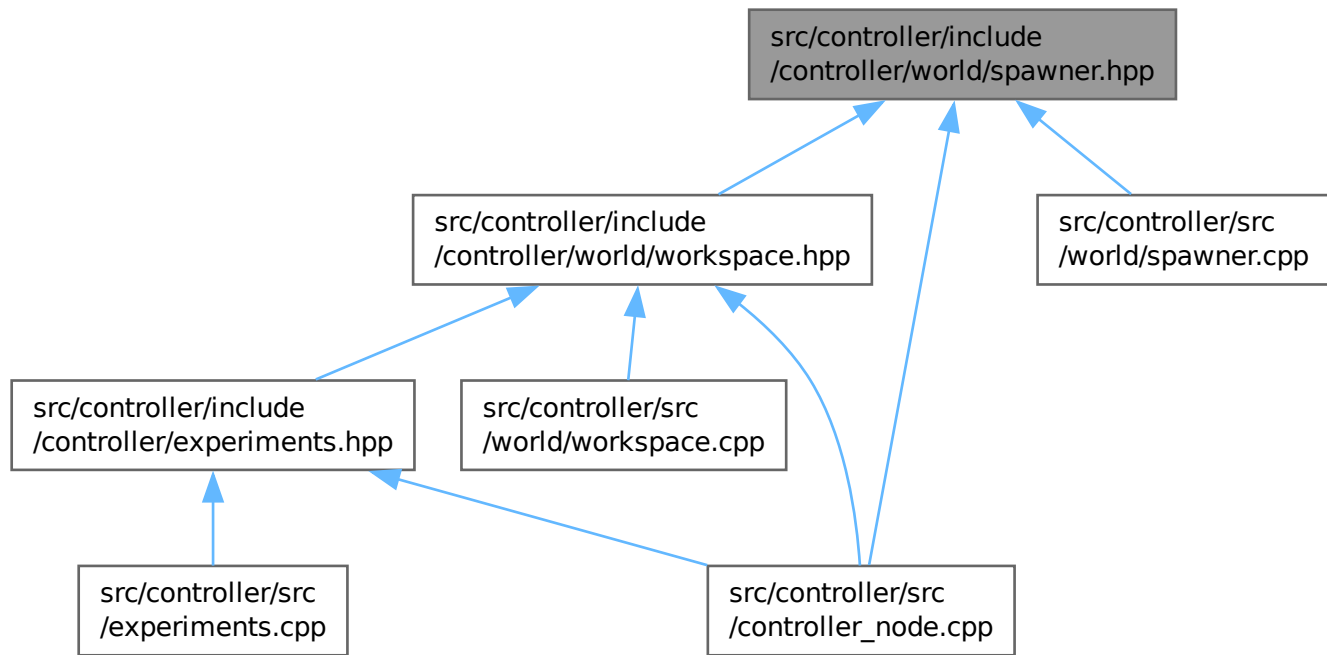 src/controller/include
/controller/world/spawner.hpp
src/controller/include
/controller/world/workspace.hpp
src/controller/src
/world/spawner.cpp
src/controller/include
/controller/experiments.hpp
src/controller/src
/world/workspace.cpp
src/controller/src
/experiments.cpp
src/controller/src
/controller_node.cpp